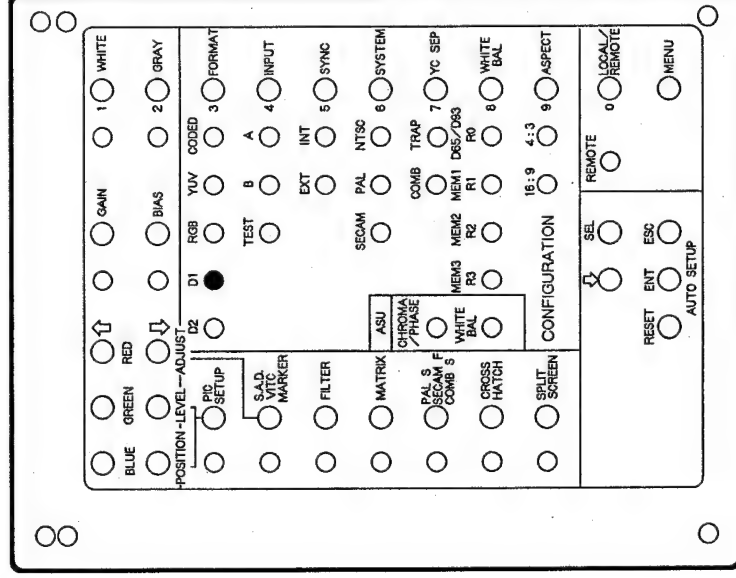 GAIN 1 WHITE
BLUE GREEN RED
BIAS 2 GRAY
POSITION LEVEL ADJUST
D2 D1 RGB YUV CODED
PIC
SETUP
3 FORMAT
TEST B A
S.A.D.
VITC
MARKER
4 INPUT
EXT INT
FILTER
5 SYNC
ASU
SECAM PAL NTSC
MATRIX
6 SYSTEM
CHROMA
/PHASE
COMB TRAP
PAL S
SECAM F
COMB S
7 YC SEP
WHITE
BAL
MEM3 MEM2 MEM1 D65/D93
R3 R2 R1 R0
CROSS
HATCH
8 WHITE
BAL
16:9 4:3
SPLIT
SCREEN
CONFIGURATION
9 ASPECT
SEL REMOTE
0 LOCAL/
REMOTE
RESET ENT ESC
MENU
AUTO SETUP